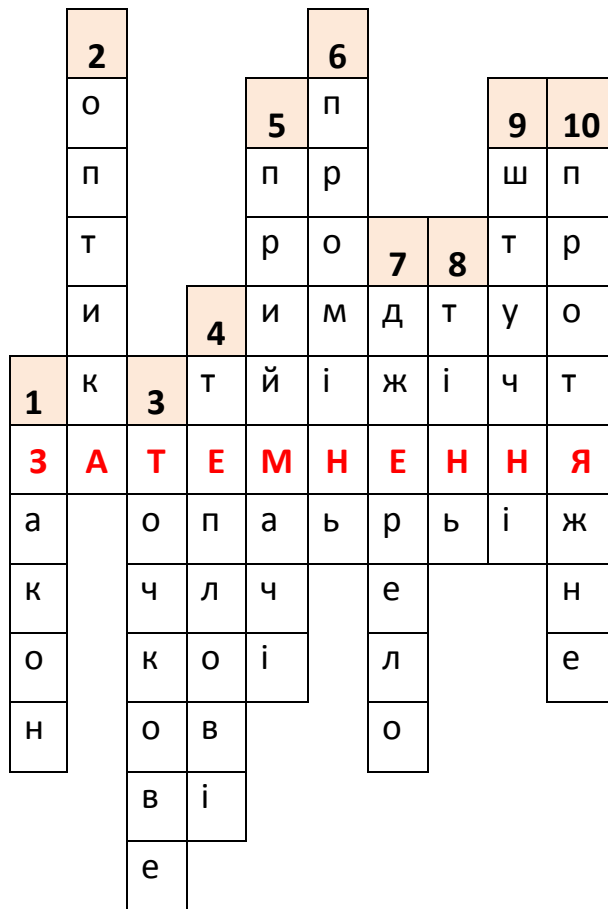 2 6
о 5 п 9 10
п п р ш п
т р о 7 8 т р
и 4 и м д т у о
1 к 3 т й і ж і ч т
З А Т Е М Н Е Н Н Я
а о п а ь р ь і ж
к ч л ч е н
о к о і л е
н о в о
в і
е